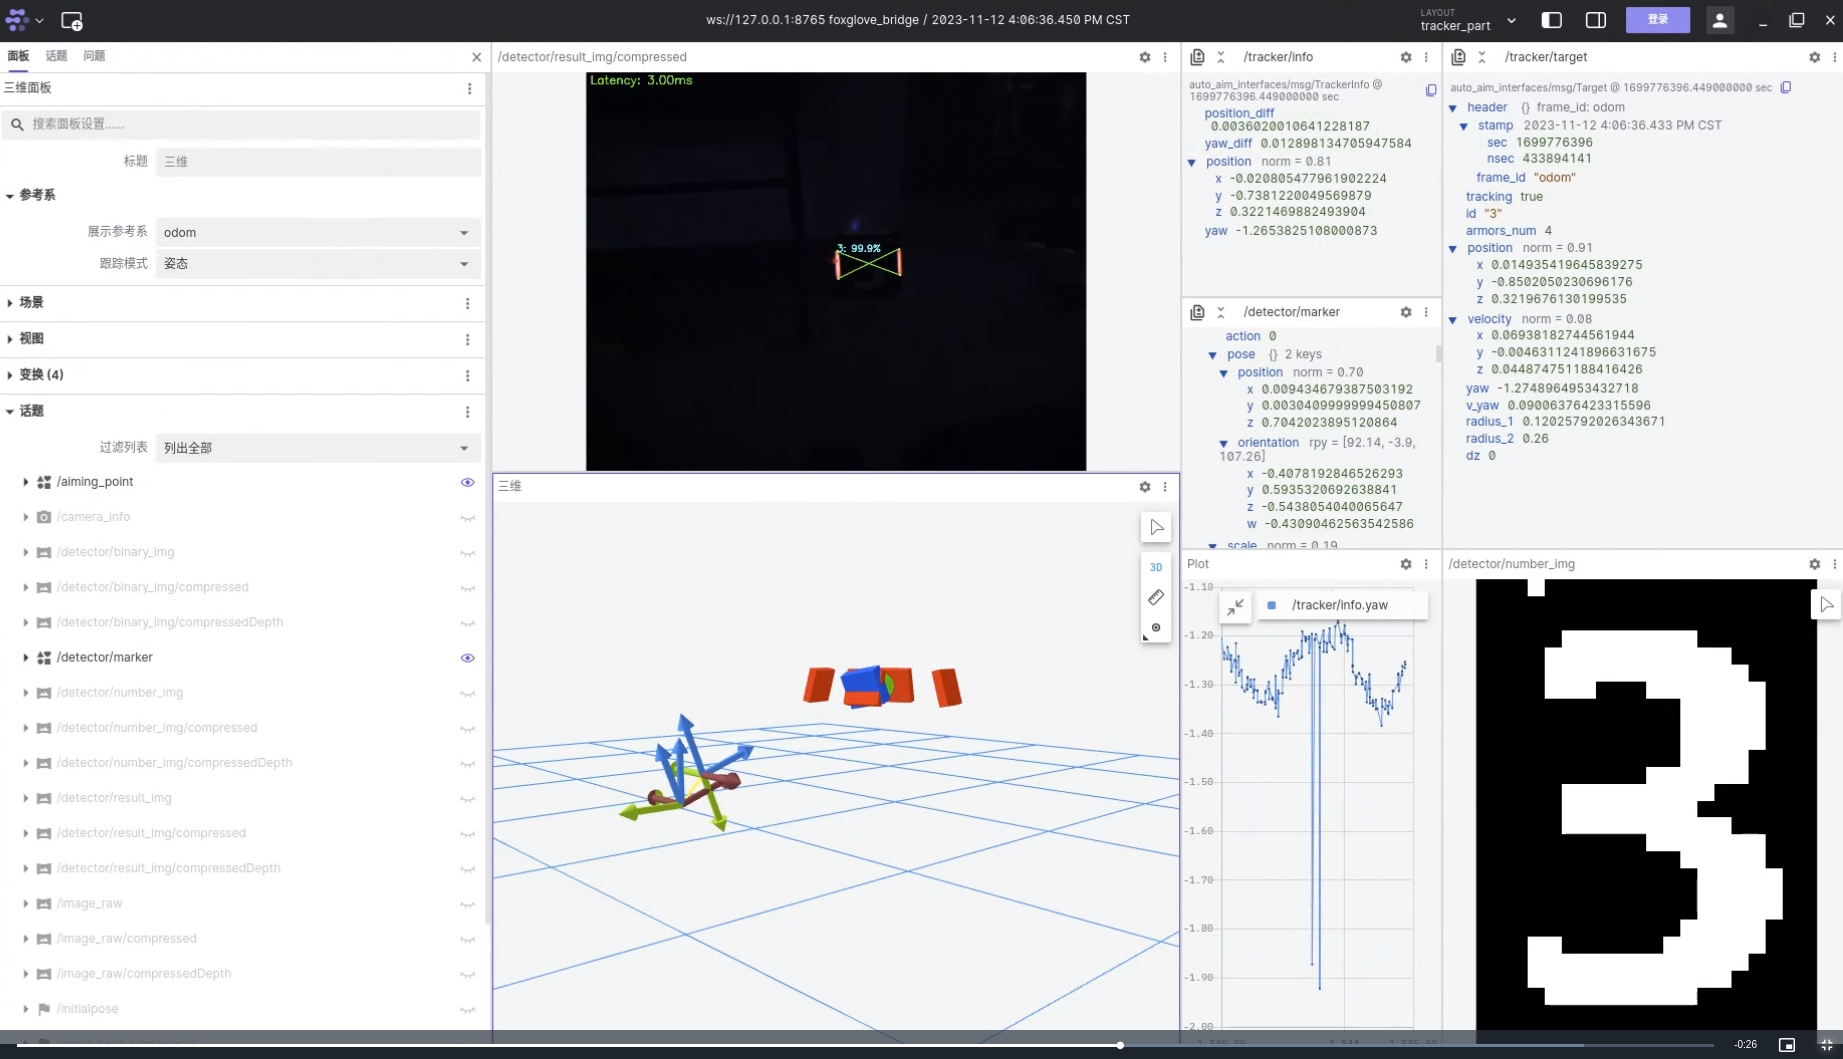 ws://127.0.0.1:8765 foxglove_bridge / 2023-11-12 4:06:36.450 PM CST
LAYOUT
tracker_part
登录
面板
话题
问题
三维面板
搜索面板设置......
标题
三维
参考系
展示参考系
odom
跟踪模式
姿态
场景
视图
变换 (4)
话题
过滤列表
列出全部
/aiming_point
/camera_info
/detector/binary_img
/detector/binary_img/compressed
/detector/binary_img/compressedDepth
/detector/marker
/detector/number_img
/detector/number_img/compressed
/detector/number_img/compressedDepth
/detector/result_img
/detector/result_img/compressed
/detector/result_img/compressedDepth
/image_raw
/image_raw/compressed
/image_raw/compressedDepth
/initialpose
/detector/result_img/compressed
Latency: 3.00ms
3: 99.9%
三维
3D
/tracker/info
auto_aim_interfaces/msg/TrackerInfo @
1699776396.449000000 sec
position_diff
0.0036020010641228187
yaw_diff 0.012898134705947584
position norm = 0.81
x -0.020805477961902224
y -0.7381220049569879
z 0.3221469882493904
yaw -1.2653825108000873
/detector/marker
action 0
pose {} 2 keys
position norm = 0.70
x 0.009434679387503192
y 0.0030409999999450807
z 0.7042023895120864
orientation rpy = [92.14, -3.9,
107.26]
x -0.4078192846526293
y 0.5935320692638841
z -0.5438054040065647
w -0.43090462563542586
scale norm = 0.19
Plot
/tracker/info.yaw
-1.10
-1.20
-1.30
-1.40
-1.50
-1.60
-1.70
-1.80
-1.90
-2.00
/tracker/target
auto_aim_interfaces/msg/Target @ 1699776396.449000000 sec
header {} frame_id: odom
stamp 2023-11-12 4:06:36.433 PM CST
sec 1699776396
nsec 433894141
frame_id "odom"
tracking true
id "3"
armors_num 4
position norm = 0.91
x 0.014935419645839275
y -0.8502050230696176
z 0.3219676130199535
velocity norm = 0.08
x 0.06938182744561944
y -0.0046311241896631675
z 0.044874751188416426
yaw -1.2748964953432718
v_yaw 0.09006376423315596
radius_1 0.12025792026343671
radius_2 0.26
dz 0
/detector/number_img
3
-0:26